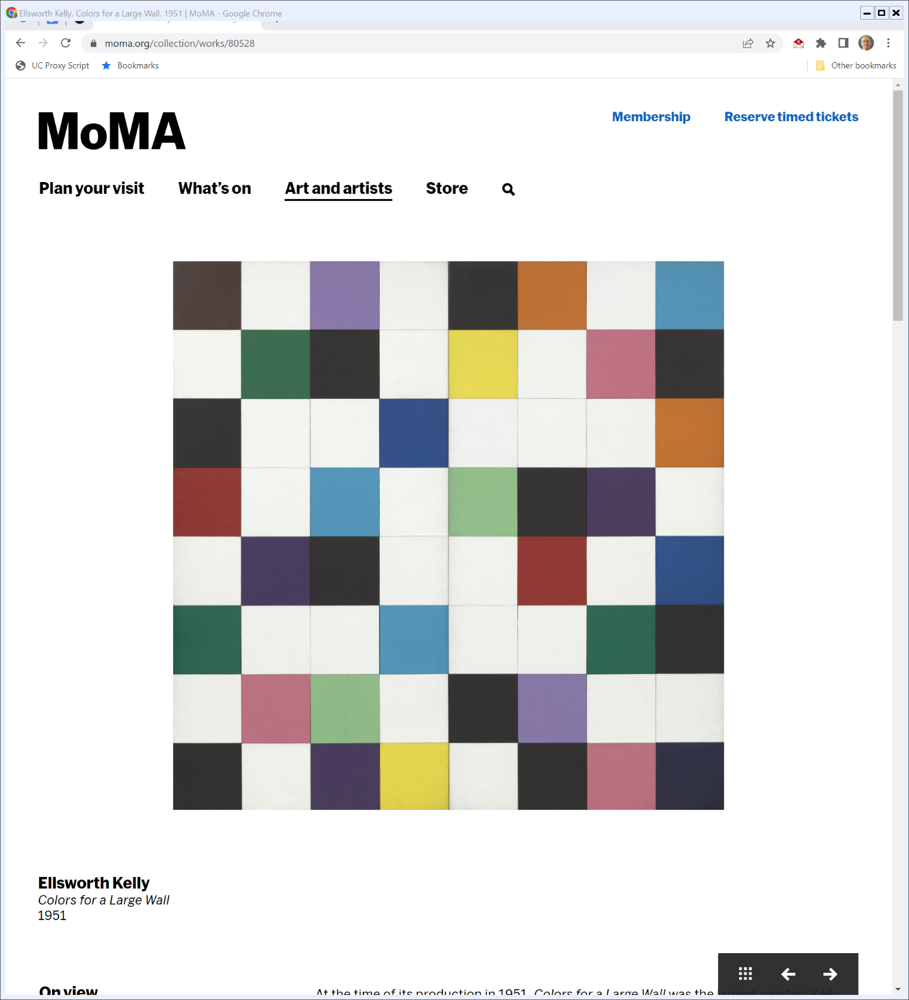 Ellsworth Kelly. Colors for a Large Wall. 1951 | MoMA - Google Chrome
moma.org/collection/works/80528
UC Proxy Script Bookmarks Other bookmarks
MoMA
Membership Reserve timed tickets
Plan your visit What's on Art and artists Store
Ellsworth Kelly
Colors for a Large Wall
1951
On view
At the time of its production in 1951, Colors for a Large Wall was the largest painting Kelly